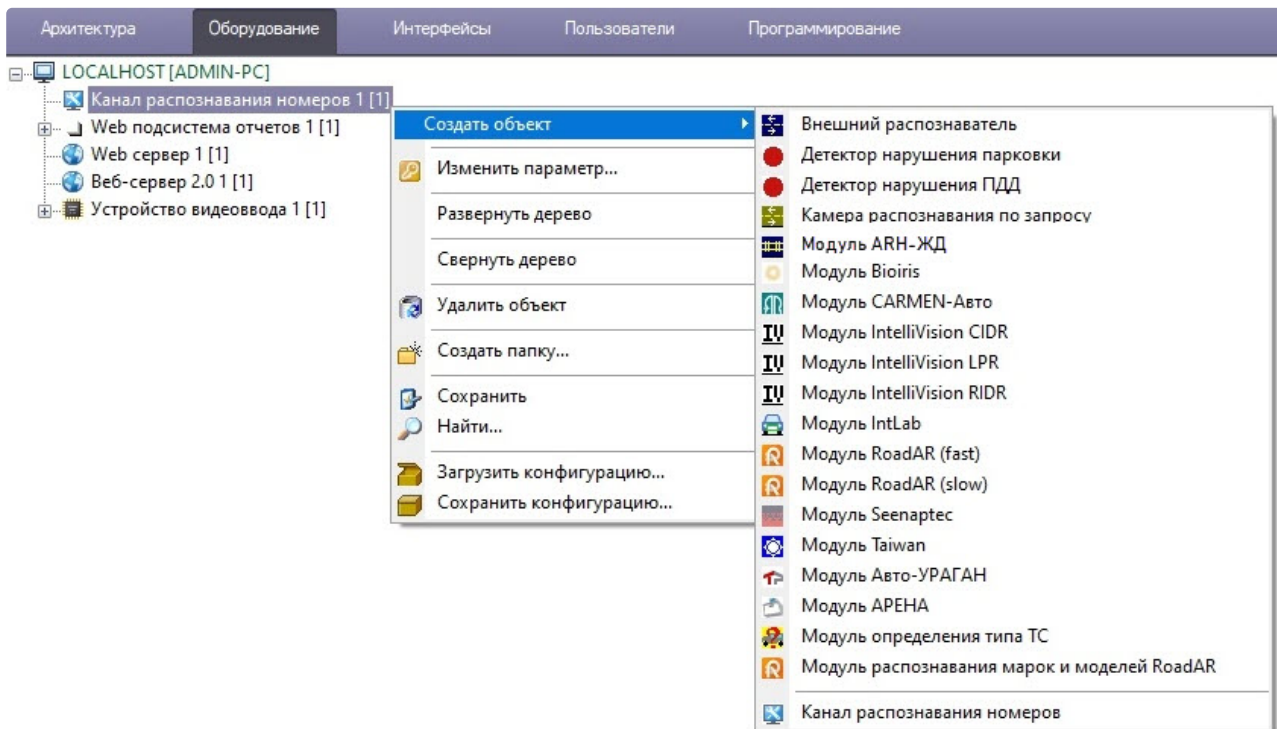 Архитектура Оборудование Интерфейсы Пользователи Программирование
LOCALHOST [ADMIN-PC]
Канал распознавания номеров 1 [1]
Web подсистема отчетов 1 [1]
Web сервер 1 [1]
Веб-сервер 2.0 1 [1]
Устройство видеоввода 1 [1]
Создать объект
Изменить параметр...
Развернуть дерево
Свернуть дерево
Удалить объект
Создать папку...
Сохранить
Найти...
Загрузить конфигурацию...
Сохранить конфигурацию...
Внешний распознаватель
Детектор нарушения парковки
Детектор нарушения ПДД
Камера распознавания по запросу
Модуль ARH-ЖД
Модуль Bioiris
Модуль CARMEN-Авто
IV Модуль IntelliVision CIDR
IV Модуль IntelliVision LPR
IV Модуль IntelliVision RIDR
Модуль IntLab
Модуль RoadAR (fast)
Модуль RoadAR (slow)
Модуль Seenaptec
Модуль Taiwan
Модуль Авто-УРАГАН
Модуль АРЕНА
Модуль определения типа ТС
Модуль распознавания марок и моделей RoadAR
Канал распознавания номеров